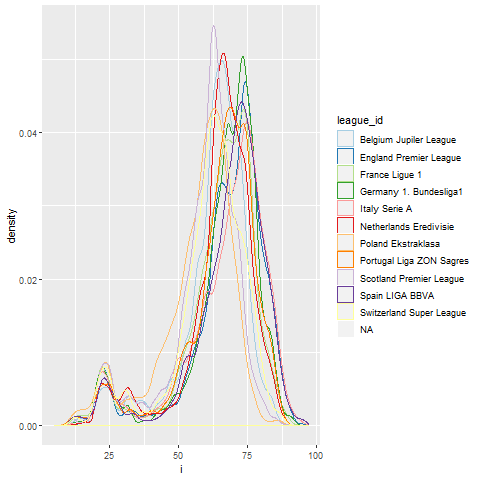 0.04
0.02
0.00
density
25
50
75
100
i
league_id
Belgium Jupiler League
England Premier League
France Ligue 1
Germany 1. Bundesliga1
Italy Serie A
Netherlands Eredivisie
Poland Ekstraklasa
Portugal Liga ZON Sagres
Scotland Premier League
Spain LIGA BBVA
Switzerland Super League
NA